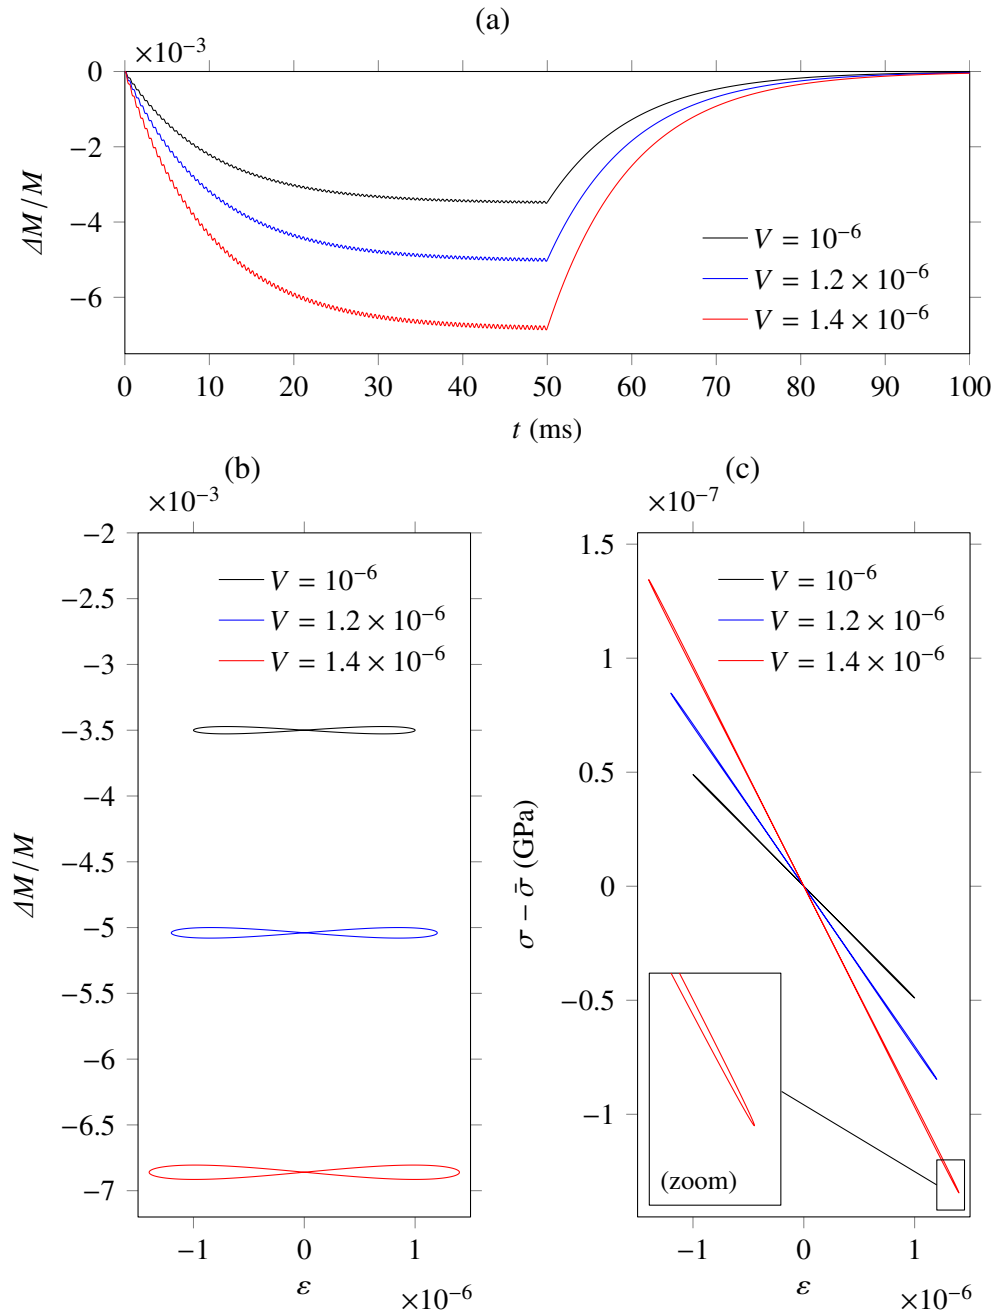 (a)
×10⁻³
0
−2
−4
−6
ΔM/M
V = 10⁻⁶
V = 1.2 × 10⁻⁶
V = 1.4 × 10⁻⁶
0 10 20 30 40 50 60 70 80 90 100
t (ms)
(b)
×10⁻³
−2
−2.5
−3
−3.5
−4
−4.5
−5
−5.5
−6
−6.5
−7
ΔM/M
V = 10⁻⁶
V = 1.2 × 10⁻⁶
V = 1.4 × 10⁻⁶
−1 0 1
ε
×10⁻⁶
(c)
×10⁻⁷
1.5
1
0.5
0
−0.5
−1
σ − σ̄ (GPa)
V = 10⁻⁶
V = 1.2 × 10⁻⁶
V = 1.4 × 10⁻⁶
(zoom)
−1 0 1
ε
×10⁻⁶